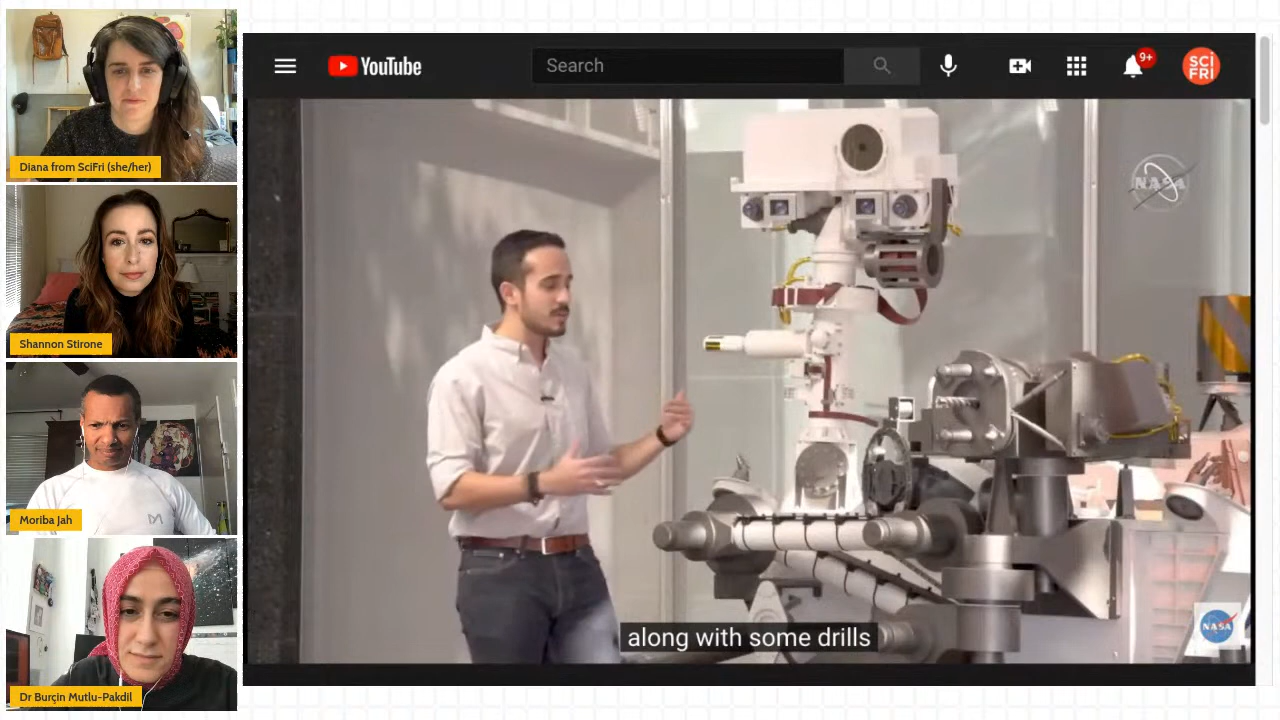 Diana from SciFri (she/her)
Shannon Stirone
Moriba Jah
Dr Burçin Mutlu-Pakdil
YouTube
Search
9+
SCI
FRI
NASA
along with some drills
NASA